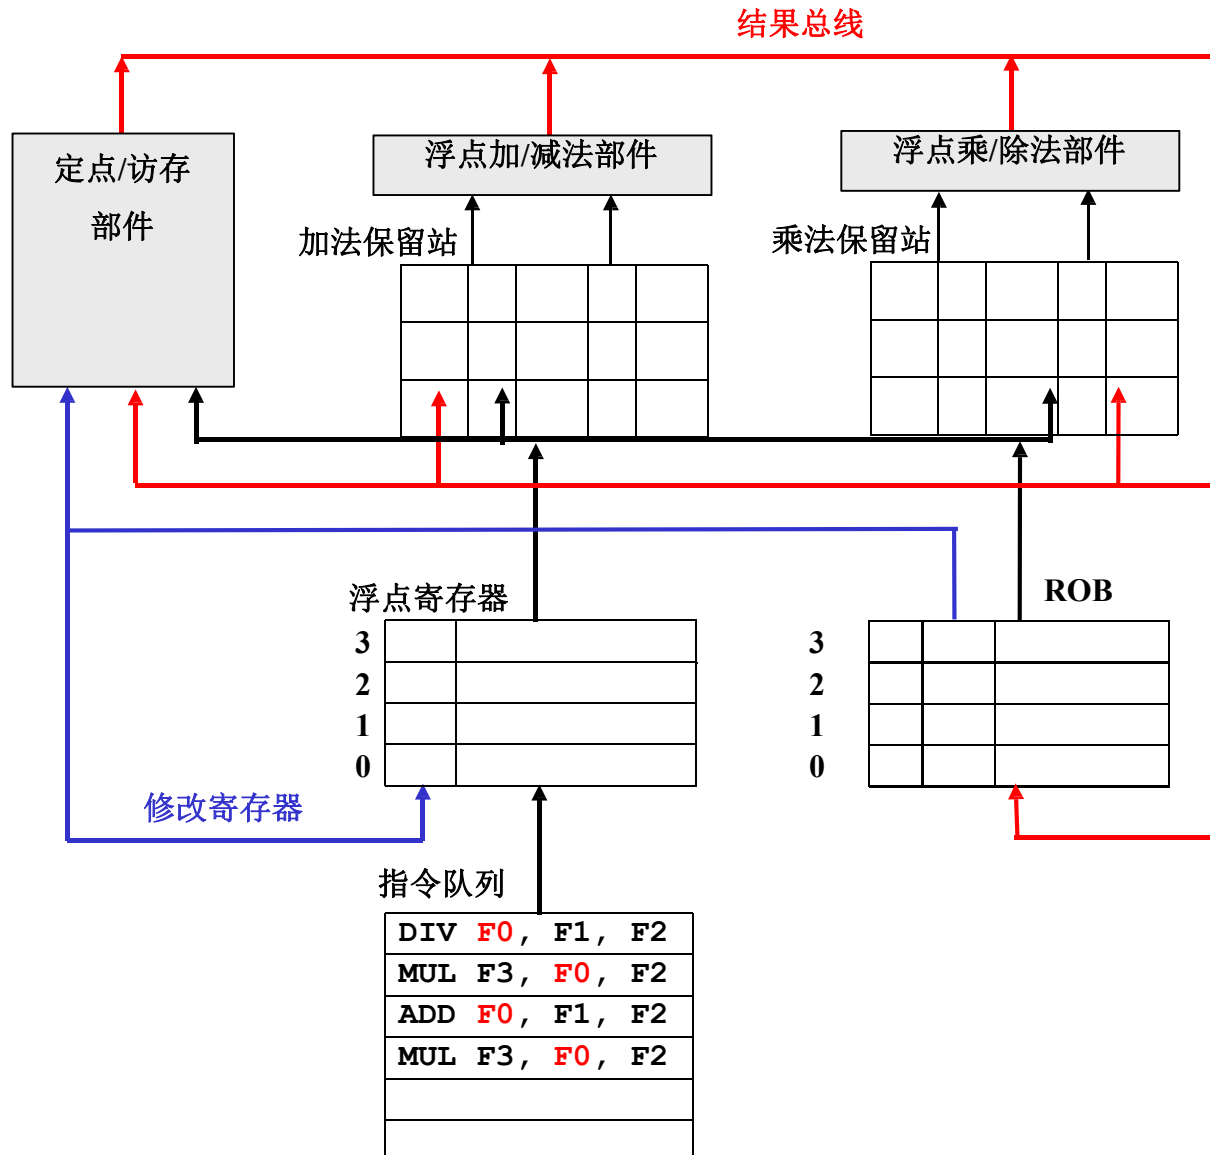 结果总线
定点/访存
部件
浮点加/减法部件
浮点乘/除法部件
加法保留站
乘法保留站
浮点寄存器
ROB
3
2
1
0
3
2
1
0
修改寄存器
指令队列
DIV F0, F1, F2
MUL F3, F0, F2
ADD F0, F1, F2
MUL F3, F0, F2